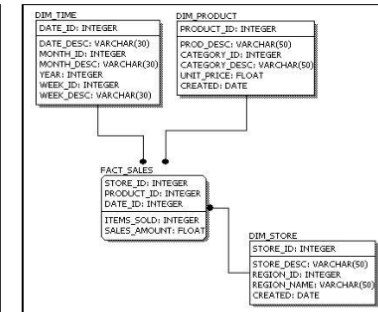 DIM_TIME
DATE_ID: INTEGER
DATE_DESC: VARCHAR(30)
MONTH_ID: INTEGER
MONTH_DESC: VARCHAR(30)
YEAR: INTEGER
WEEK_ID: INTEGER
WEEK_DESC: VARCHAR(30)
DIM_PRODUCT
PRODUCT_ID: INTEGER
PROD_DESC: VARCHAR(50)
CATEGORY_ID: INTEGER
CATEGORY_DESC: VARCHAR(50)
UNIT_PRICE: FLOAT
CREATED: DATE
FACT_SALES
STORE_ID: INTEGER
PRODUCT_ID: INTEGER
DATE_ID: INTEGER
ITEMS_SOLD: INTEGER
SALES_AMOUNT: FLOAT
DIM_STORE
STORE_ID: INTEGER
STORE_DESC: VARCHAR(50)
REGION_ID: INTEGER
REGION_NAME: VARCHAR(50)
CREATED: DATE